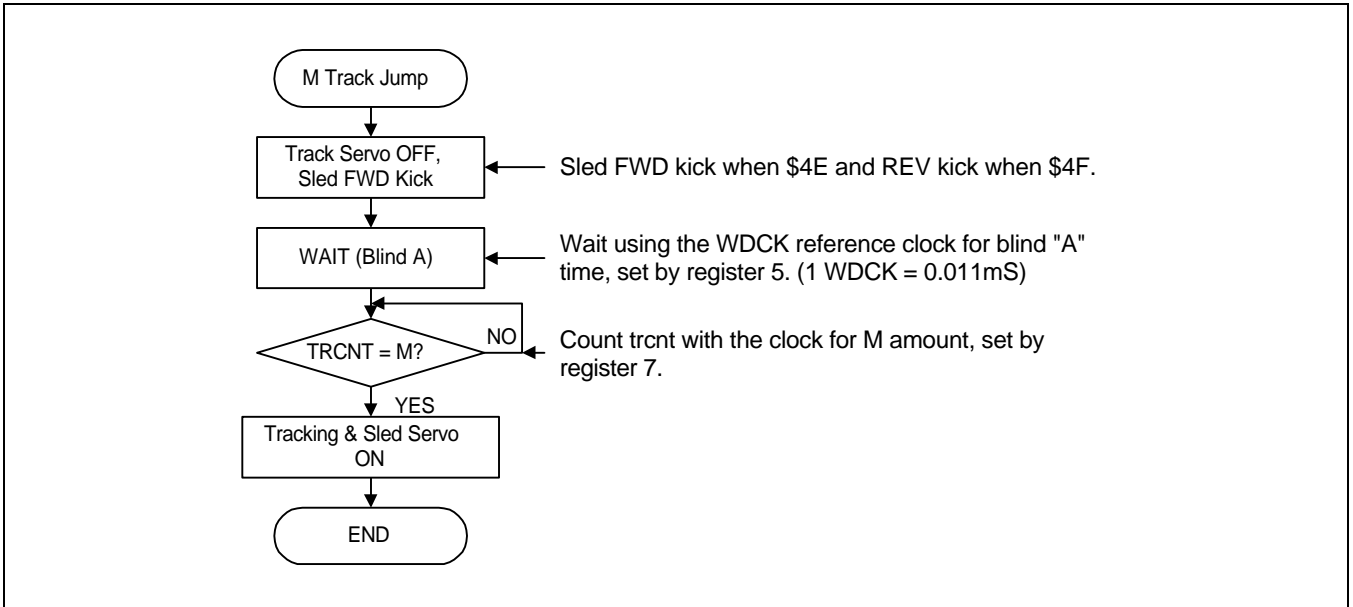 M Track Jump
Track Servo OFF,
Sled FWD Kick
Sled FWD kick when $4E and REV kick when $4F.
WAIT (Blind A)
Wait using the WDCK reference clock for blind "A"
time, set by register 5. (1 WDCK = 0.011mS)
TRCNT = M?
NO
Count trcnt with the clock for M amount, set by
register 7.
YES
Tracking & Sled Servo
ON
END